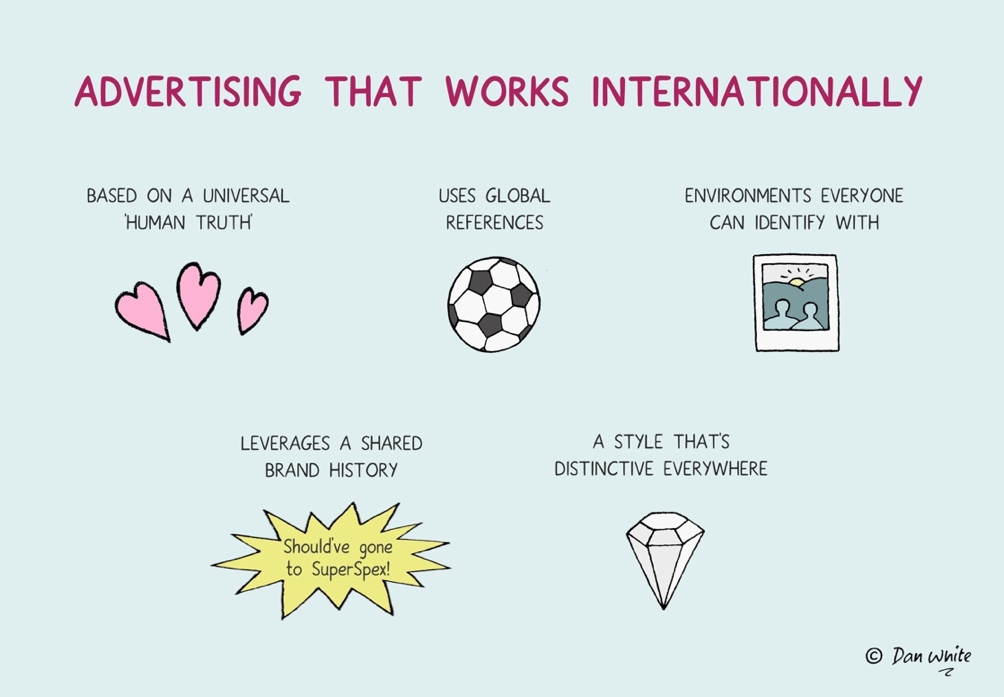 ADVERTISING THAT WORKS INTERNATIONALLY
BASED ON A UNIVERSAL
'HUMAN TRUTH'
USES GLOBAL
REFERENCES
ENVIRONMENTS EVERYONE
CAN IDENTIFY WITH
LEVERAGES A SHARED
BRAND HISTORY
Should've gone
to SuperSpex!
A STYLE THAT'S
DISTINCTIVE EVERYWHERE
© Dan White